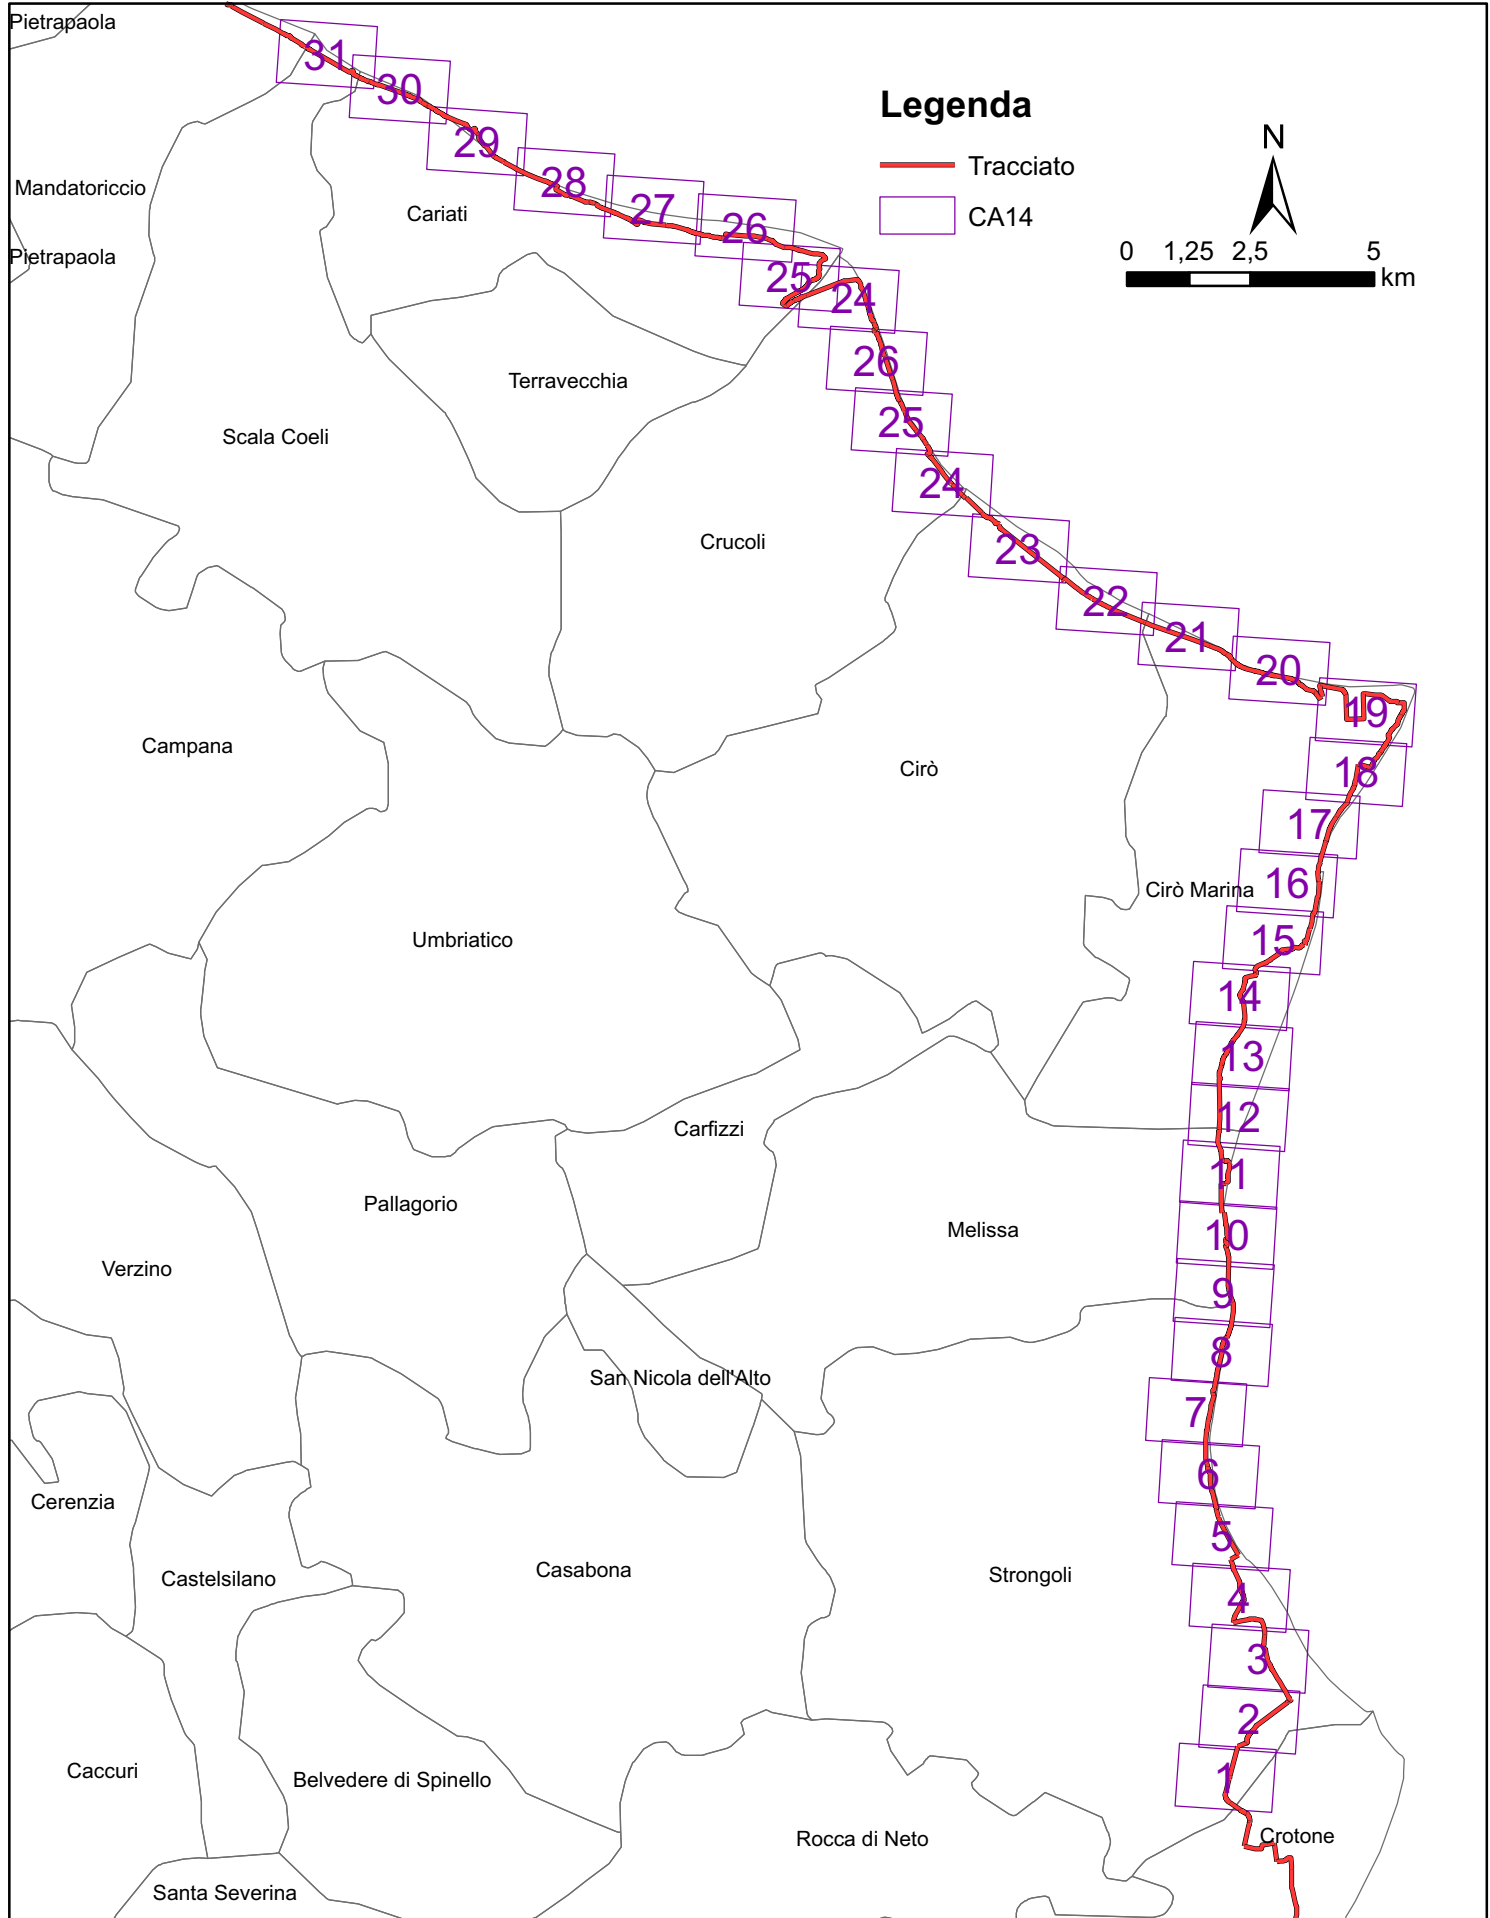 Pietrapaola
31
30
29
28
27
26
25
24
Legenda
Tracciato
CA14
N
0 1,25 2,5 5
km
Mandatoriccio
Cariati
Pietrapaola
26
Terravecchia
25
Scala Coeli
24
Crucoli
23
22
21
20
19
Campana
Cirò
18
17
16
Cirò Marina
Umbriatico
15
14
13
12
Carfizzi
11
Pallagorio
Melissa
10
Verzino
9
8
San Nicola dell'Alto
7
6
Cerenzia
5
Castelsilano
Casabona
Strongoli
4
3
2
Caccuri
Belvedere di Spinello
1
Rocca di Neto
Crotone
Santa Severina